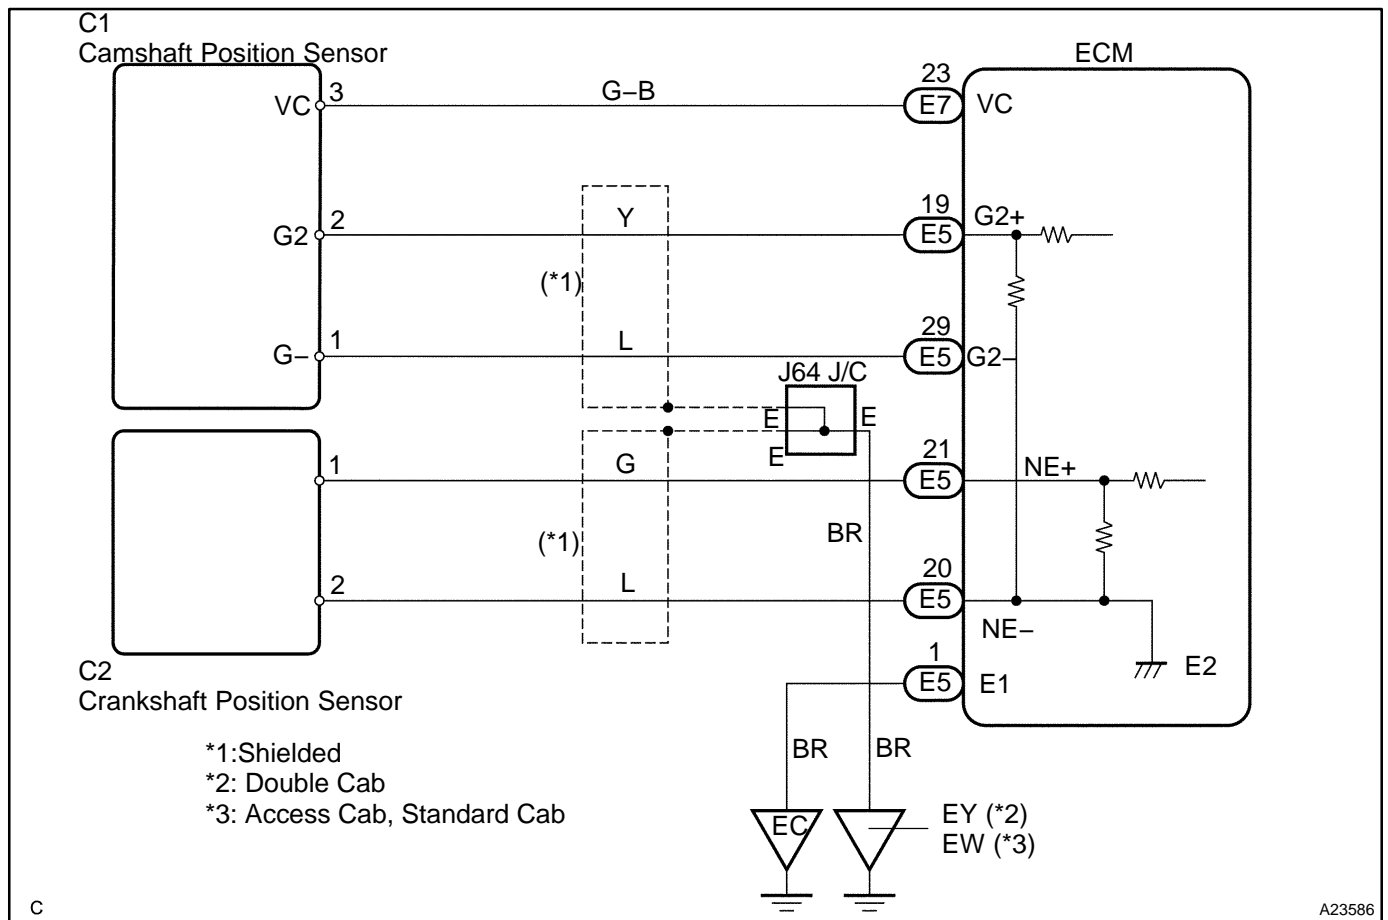 C1
Camshaft Position Sensor
ECM
VC
3
G–B
23
E7
VC
G2
2
Y
19
E5
G2+
(*1)
G–
1
L
29
E5
G2–
J64 J/C
E
E
E
1
G
21
E5
NE+
(*1)
BR
2
L
20
E5
NE–
C2
Crankshaft Position Sensor
1
E5
E1
E2
*1:Shielded
*2: Double Cab
*3: Access Cab, Standard Cab
BR
BR
EC
EY (*2)
EW (*3)
C
A23586